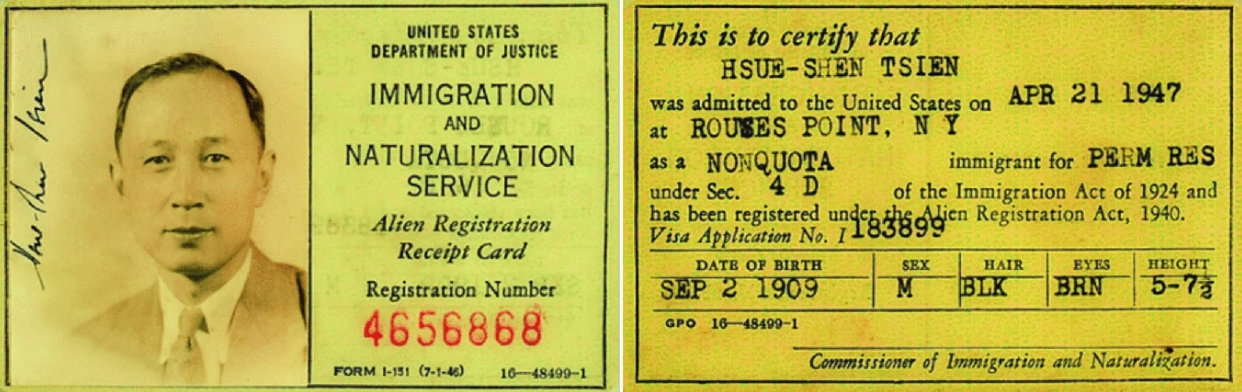 Hsue-Shen Tsien
UNITED STATES
DEPARTMENT OF JUSTICE
IMMIGRATION
AND
NATURALIZATION
SERVICE
Alien Registration
Receipt Card
Registration Number
4656868
FORM I-151 (7-1-46) 16—48499-1
This is to certify that
HSUE-SHEN TSIEN
was admitted to the United States on APR 21 1947
at ROUSES POINT, N Y
as a NONQUOTA immigrant for PERM RES
under Sec. 4 D of the Immigration Act of 1924 and
has been registered under the Alien Registration Act, 1940.
Visa Application No. I 183899
DATE OF BIRTH SEX HAIR EYES HEIGHT
SEP 2 1909 M BLK BRN 5-7½
GPO 16—48499-1
Commissioner of Immigration and Naturalization.